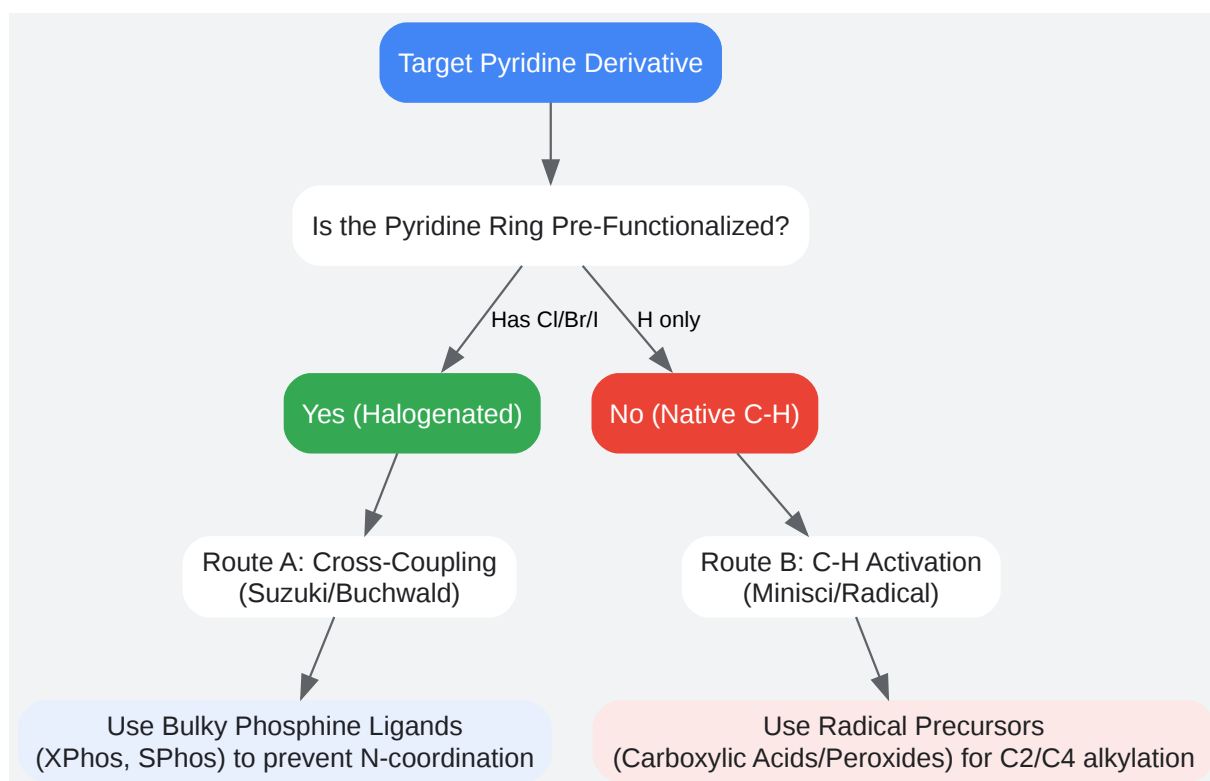 Target Pyridine Derivative
Is the Pyridine Ring Pre-Functionalized?
Has Cl/Br/I
H only
Yes (Halogenated)
No (Native C-H)
Route A: Cross-Coupling
(Suzuki/Buchwald)
Route B: C-H Activation
(Minisci/Radical)
Use Bulky Phosphine Ligands
(XPhos, SPhos) to prevent N-coordination
Use Radical Precursors
(Carboxylic Acids/Peroxides) for C2/C4 alkylation